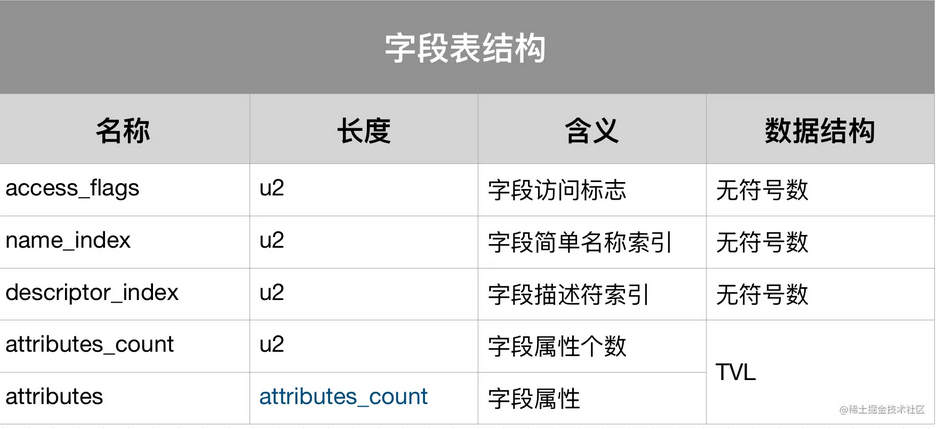 字段表结构
名称 长度 含义 数据结构
access_flags u2 字段访问标志 无符号数
name_index u2 字段简单名称索引 无符号数
descriptor_index u2 字段描述符索引 无符号数
attributes_count u2 字段属性个数
TVL
attributes attributes_count 字段属性
@稀土掘金技术社区